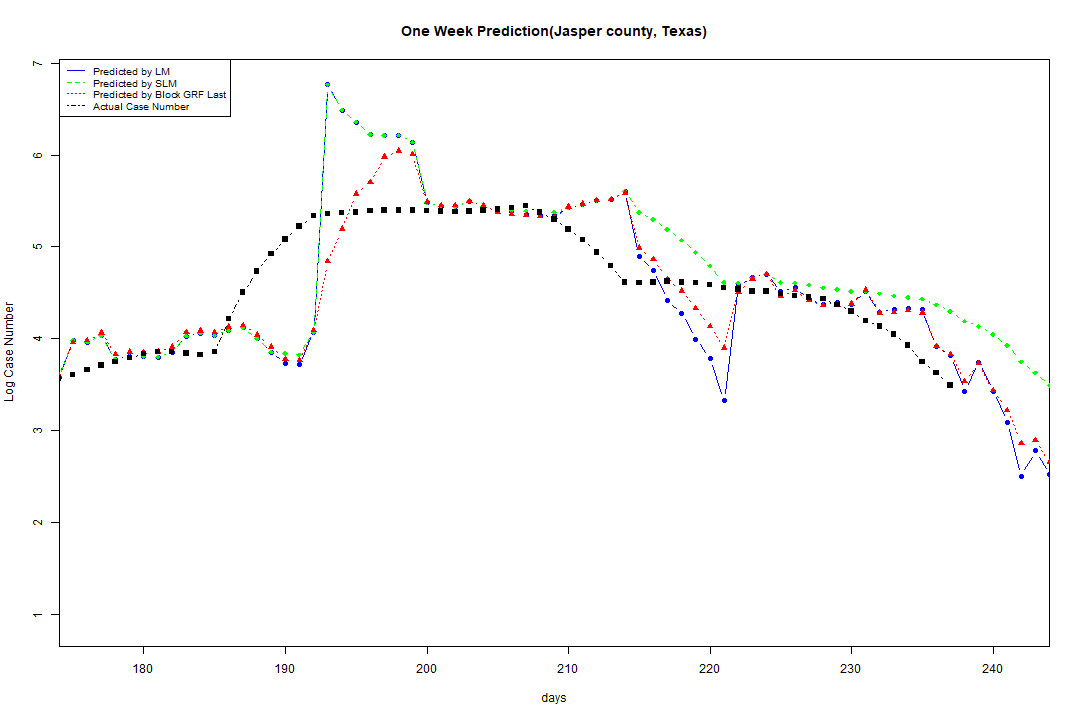 One Week Prediction(Jasper county, Texas)
Predicted by LM
Predicted by SLM
Predicted by Block GRF Last
Actual Case Number
7
6
5
4
3
2
1
Log Case Number
180 190 200 210 220 230 240
days